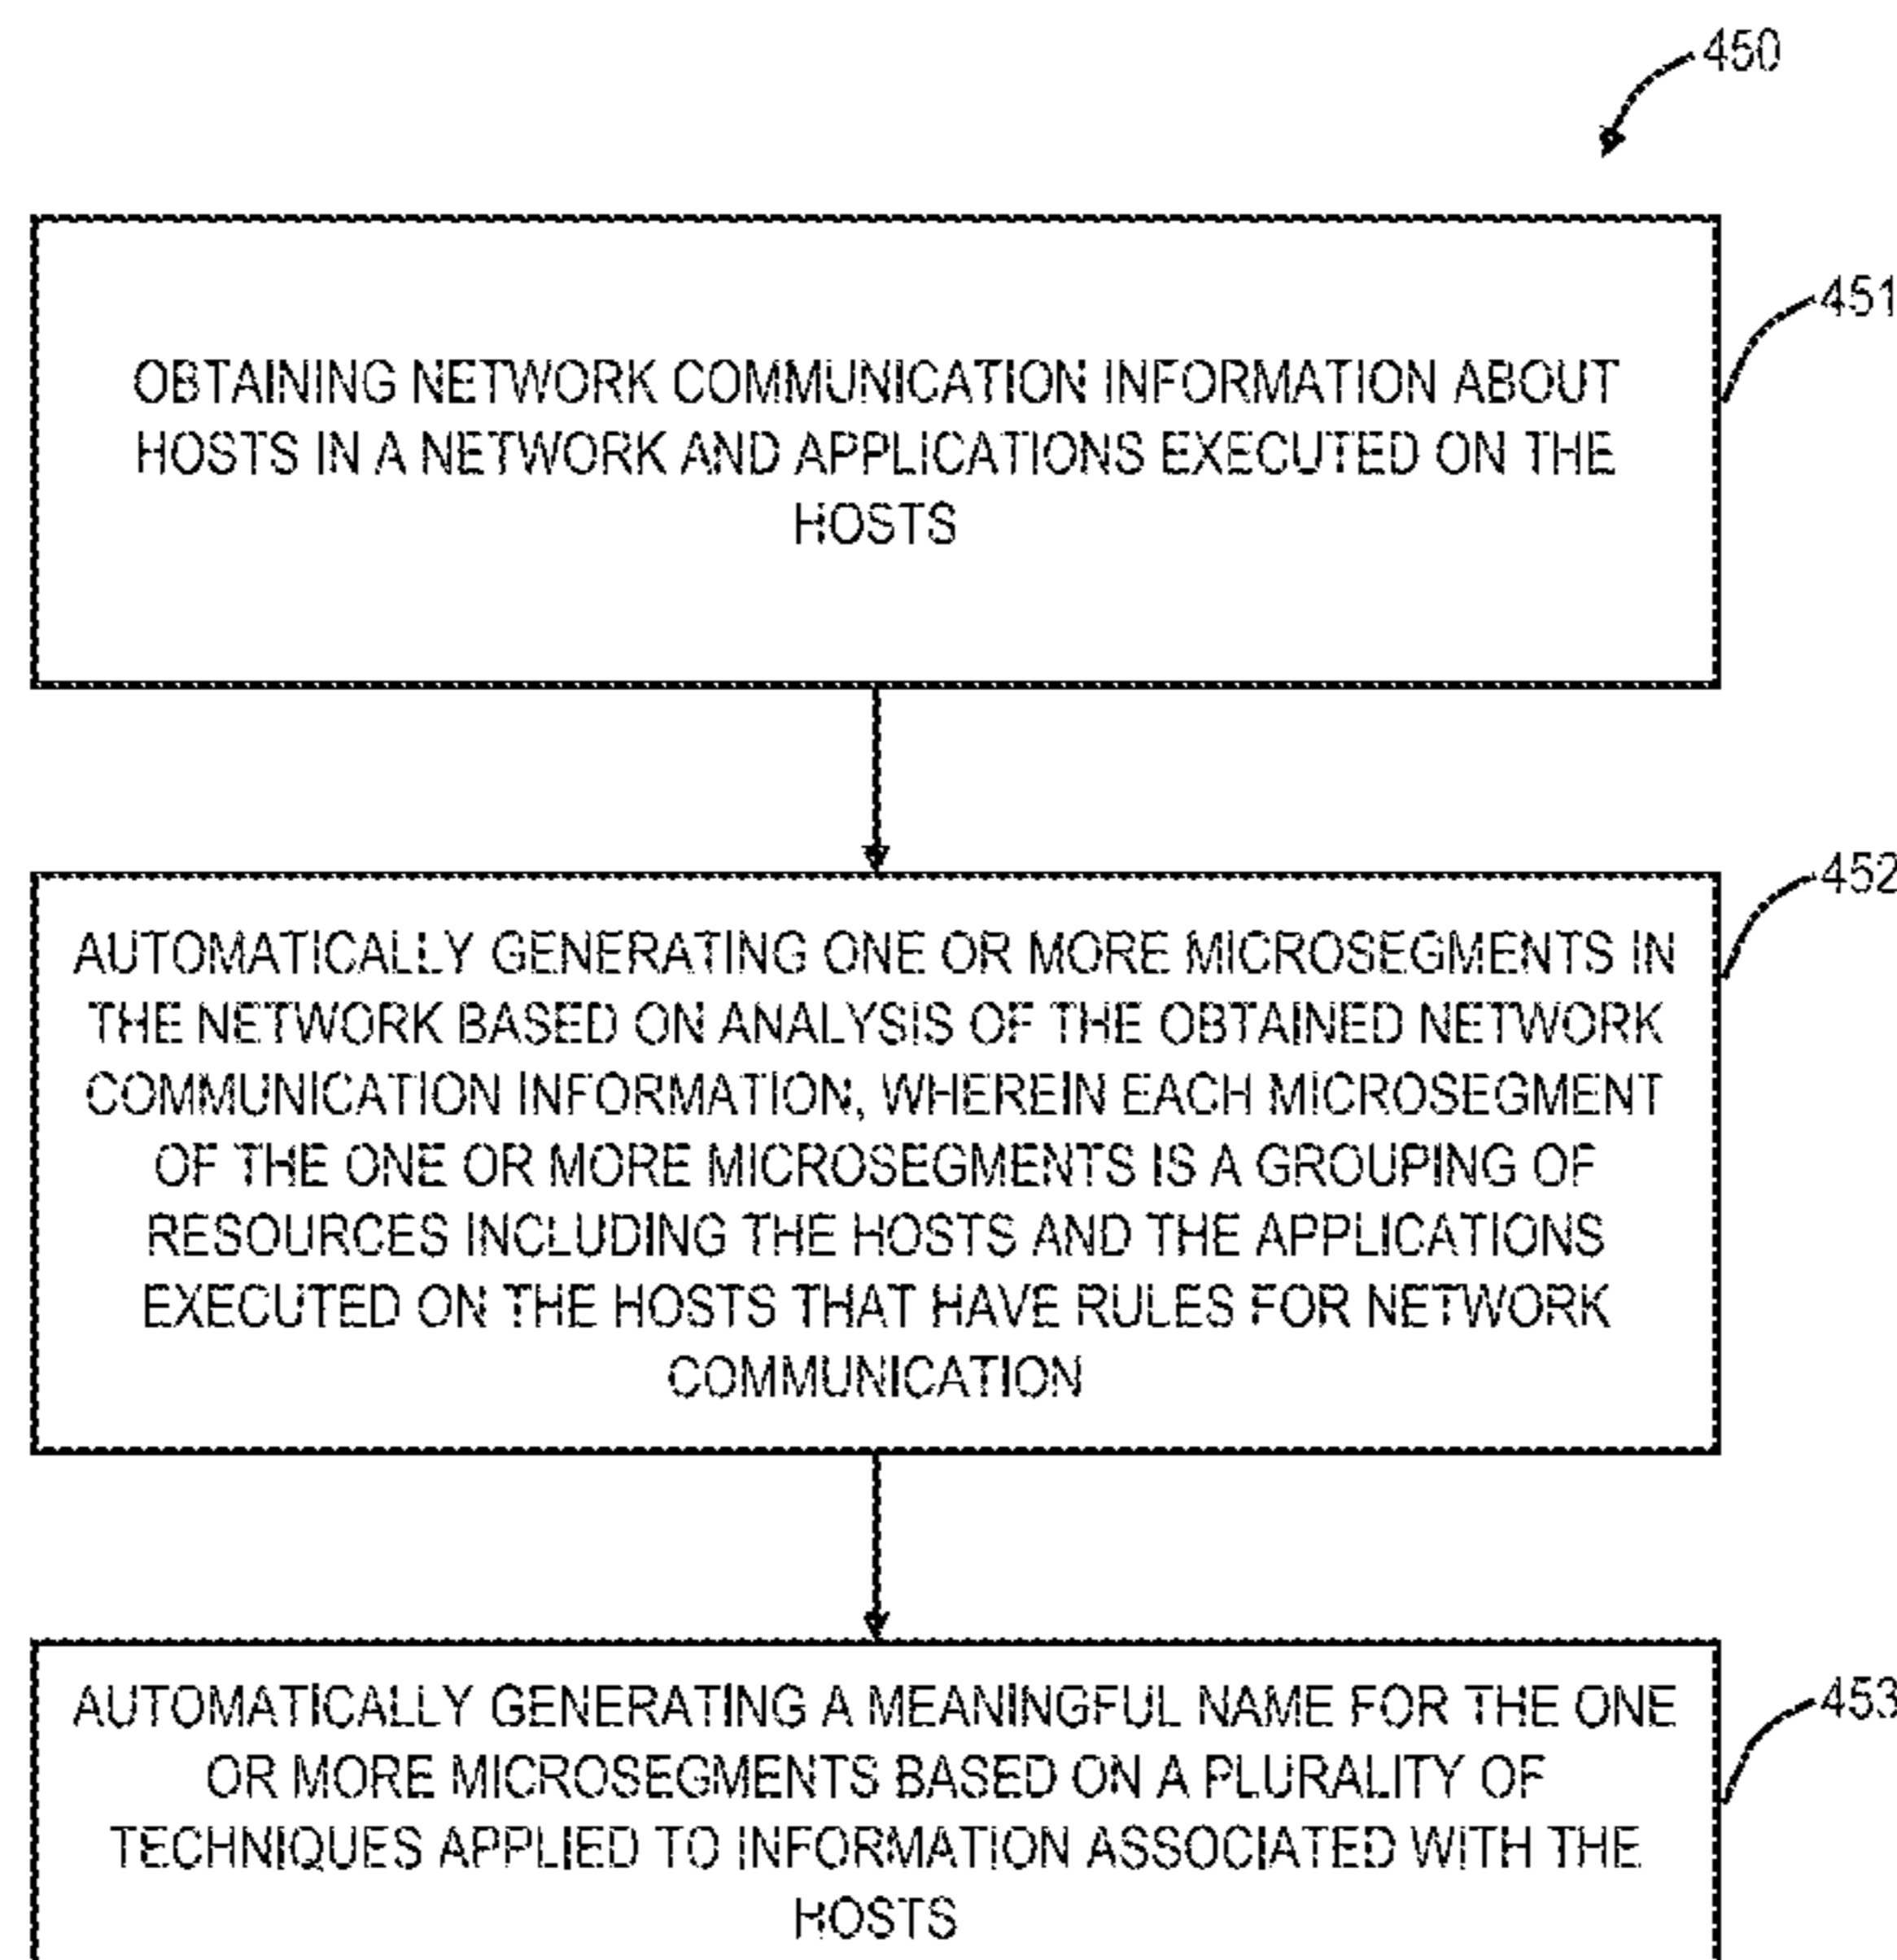 450
451
OBTAINING NETWORK COMMUNICATION INFORMATION ABOUT
HOSTS IN A NETWORK AND APPLICATIONS EXECUTED ON THE
HOSTS
452
AUTOMATICALLY GENERATING ONE OR MORE MICROSEGMENTS IN
THE NETWORK BASED ON ANALYSIS OF THE OBTAINED NETWORK
COMMUNICATION INFORMATION, WHEREIN EACH MICROSEGMENT
OF THE ONE OR MORE MICROSEGMENTS IS A GROUPING OF
RESOURCES INCLUDING THE HOSTS AND THE APPLICATIONS
EXECUTED ON THE HOSTS THAT HAVE RULES FOR NETWORK
COMMUNICATION
453
AUTOMATICALLY GENERATING A MEANINGFUL NAME FOR THE ONE
OR MORE MICROSEGMENTS BASED ON A PLURALITY OF
TECHNIQUES APPLIED TO INFORMATION ASSOCIATED WITH THE
HOSTS